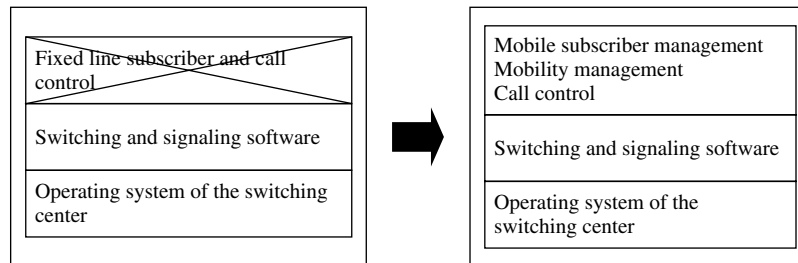 Fixed line subscriber and call
control
Switching and signaling software
Operating system of the switching
center
Mobile subscriber management
Mobility management
Call control
Switching and signaling software
Operating system of the
switching center